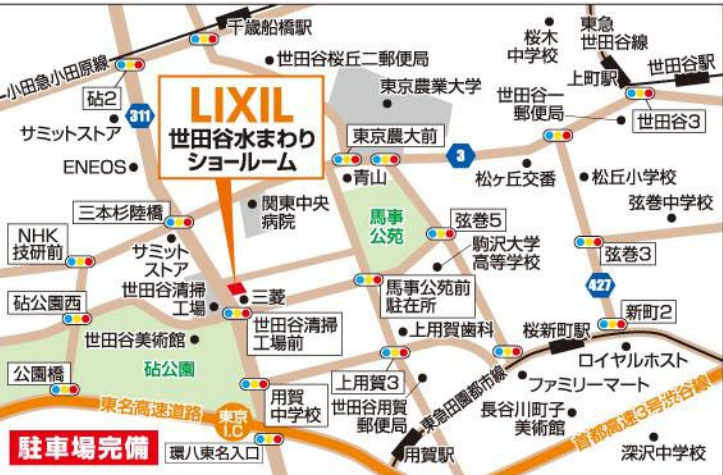 千歳船橋駅
小田急小田原線
砧2
世田谷桜丘二郵便局
桜木
中学校
東急
世田谷線
世田谷駅
上町駅
東京農業大学
世田谷一
郵便局
世田谷3
LIXIL
世田谷水まわり
ショールーム
311
サミットストア
ENEOS
東京農大前
3
青山
松ヶ丘交番
松丘小学校
弦巻中学校
三本杉陸橋
関東中央
病院
馬事
公苑
弦巻5
駒沢大学
高等学校
弦巻3
NHK
技研前
サミット
ストア
世田谷清掃
工場
三菱
馬事公苑前
駐在所
427
砧公園西
世田谷清掃
工場前
新町2
世田谷美術館
上用賀歯科
桜新町駅
ロイヤルホスト
砧公園
公園橋
用賀
中学校
上用賀3
ファミリーマート
世田谷用賀
郵便局
東急田園都市線
長谷川町子
美術館
東名高速道路
東京
I.C
首都高速3号渋谷線
駐車場完備
環八東名入口
用賀駅
深沢中学校